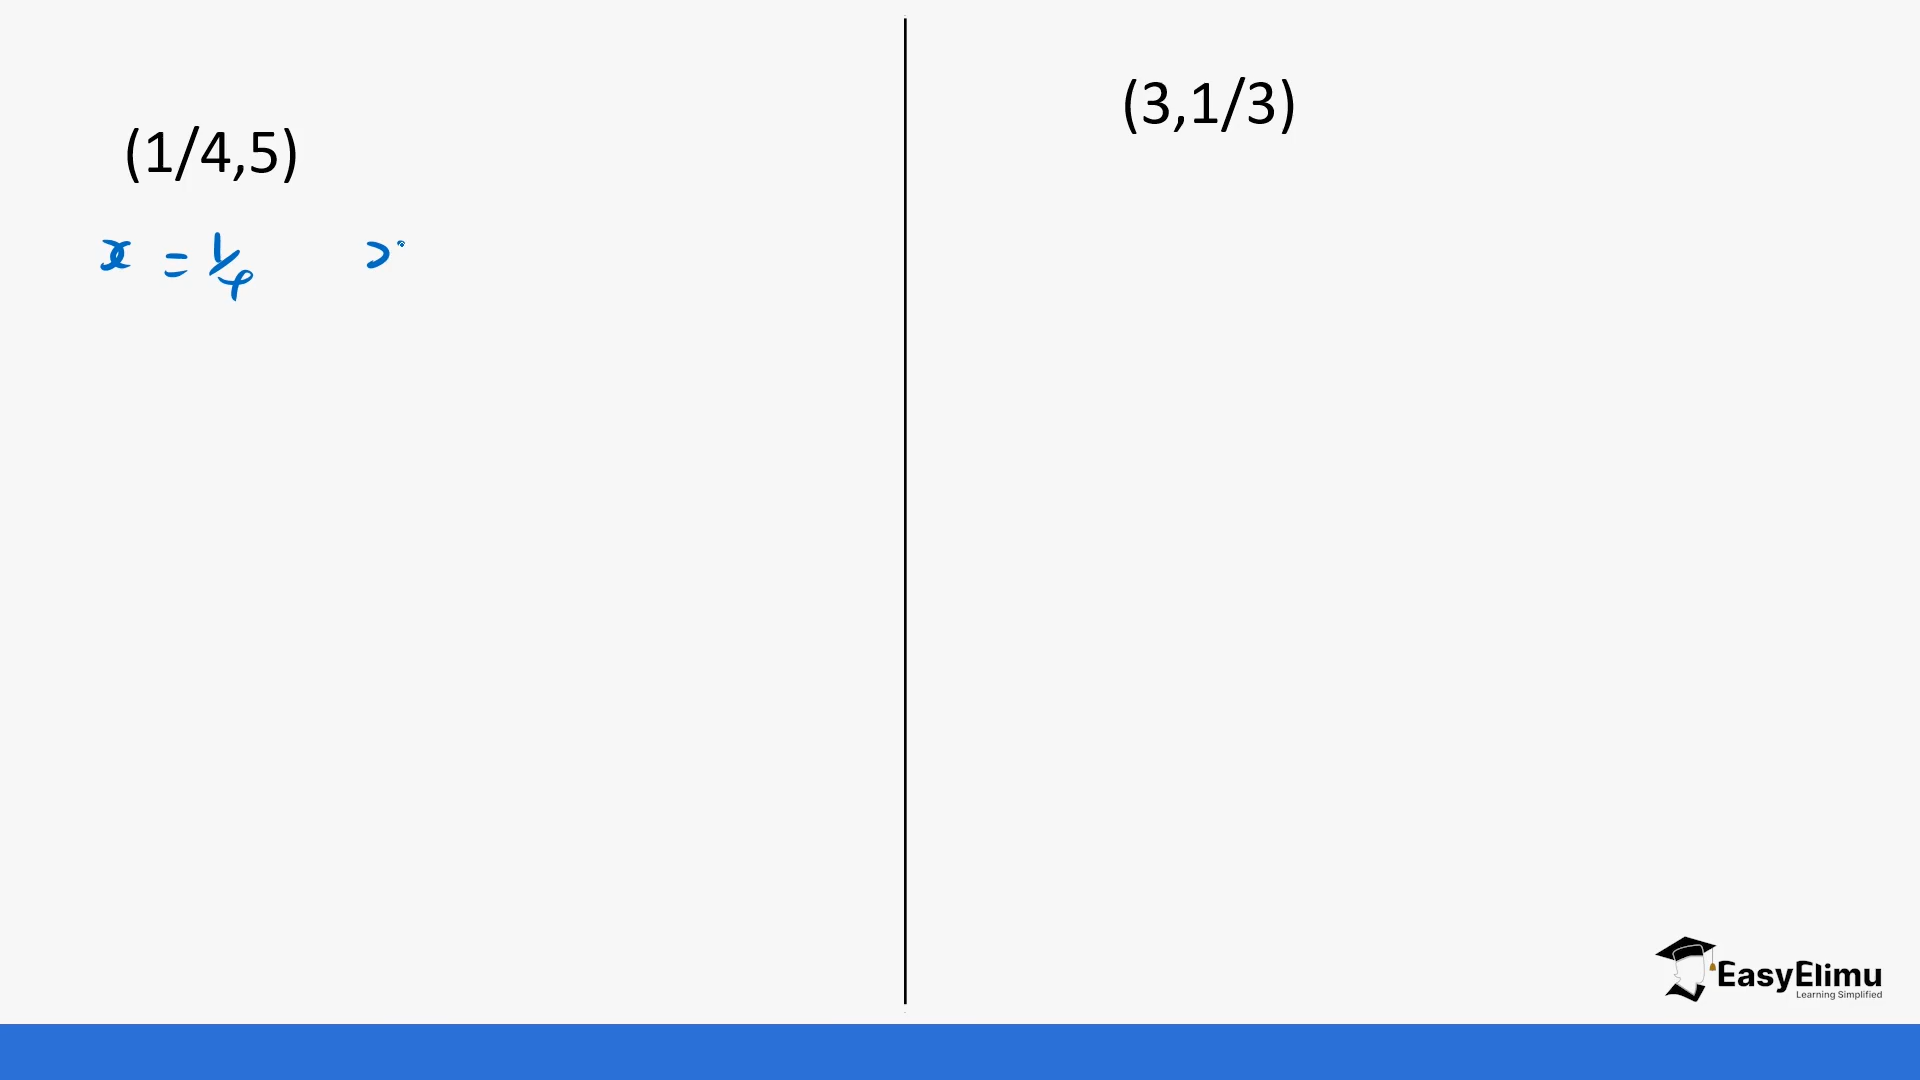 (1/4,5)
x = 1/4
(3,1/3)
EasyElimu
Learning Simplified